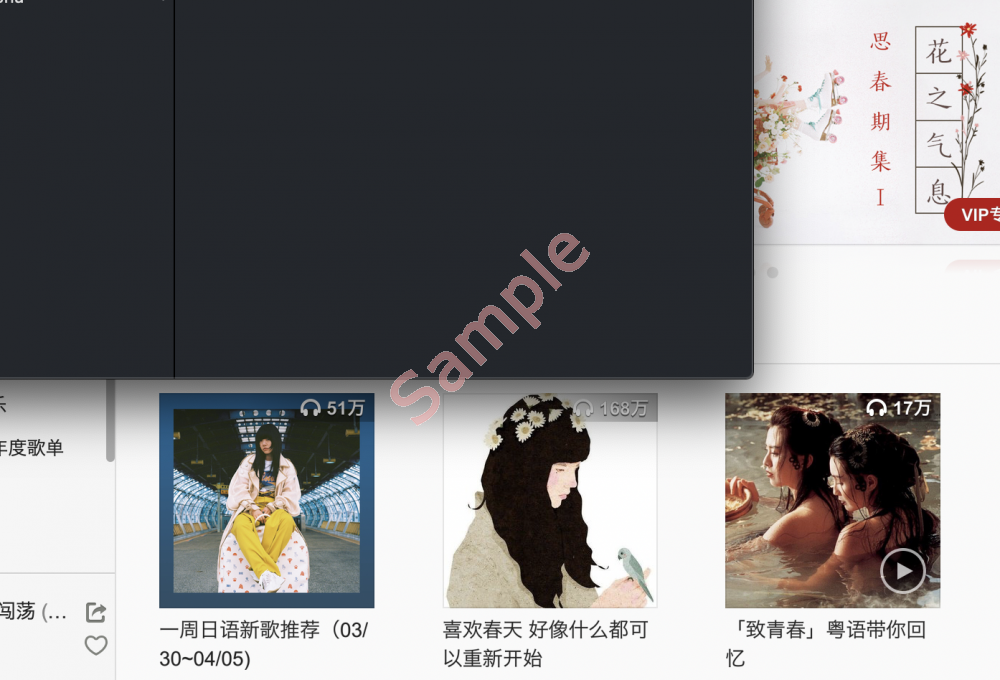 思
春
期
集
I
花
之
气
息
VIP专
Sample
年度歌单
闯荡 (...
51万
168万
17万
一周日语新歌推荐（03/
30~04/05)
喜欢春天 好像什么都可
以重新开始
「致青春」粤语带你回
忆